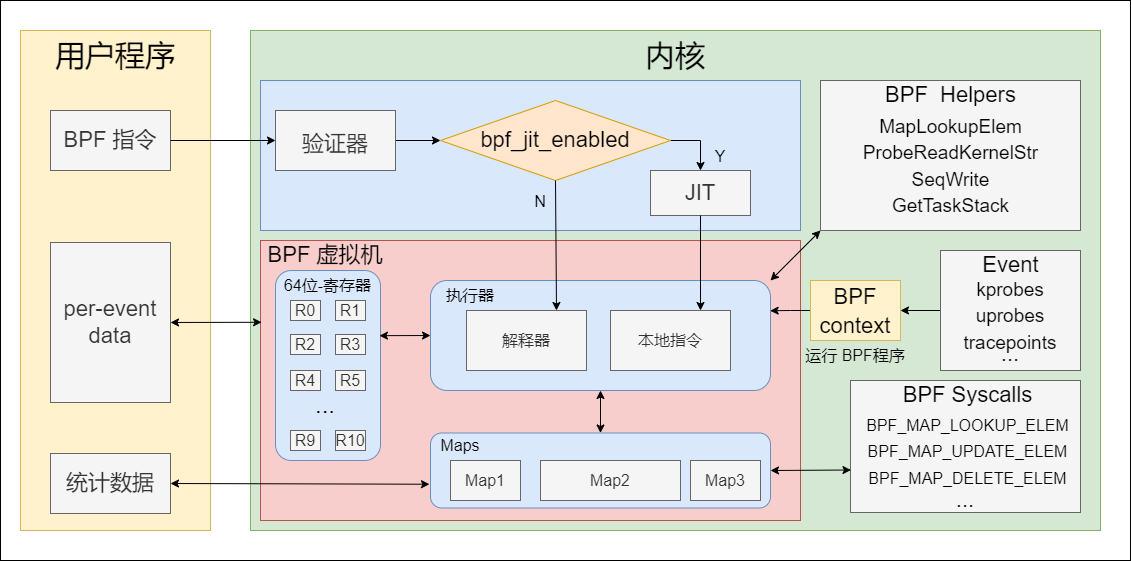 用户程序
内核
BPF 指令
验证器
bpf_jit_enabled
Y
N
JIT
BPF Helpers
MapLookupElem
ProbeReadKernelStr
SeqWrite
GetTaskStack
per-event
data
BPF 虚拟机
64位-寄存器
R0 R1
R2 R3
R4 R5
...
R9 R10
执行器
解释器
本地指令
BPF
context
运行 BPF程序
Event
kprobes
uprobes
tracepoints
...
统计数据
Maps
Map1
Map2
Map3
BPF Syscalls
BPF_MAP_LOOKUP_ELEM
BPF_MAP_UPDATE_ELEM
BPF_MAP_DELETE_ELEM
...